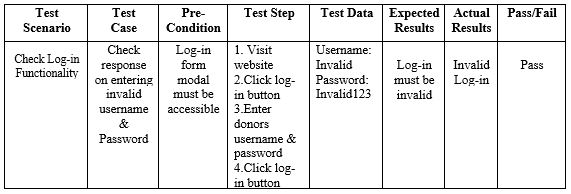 Test Scenario
Test Case
Pre-Condition
Test Step
Test Data
Expected Results
Actual Results
Pass/Fail
Check Log-in
Functionality
Check
response
on entering
invalid
username
&
Password
Log-in
form
modal
must be
accessible
1. Visit
website
2.Click log-
in button
3.Enter
donors
username &
password
4.Click log-
in button
Username:
Invalid
Password:
Invalid123
Log-in
must be
invalid
Invalid
Log-in
Pass